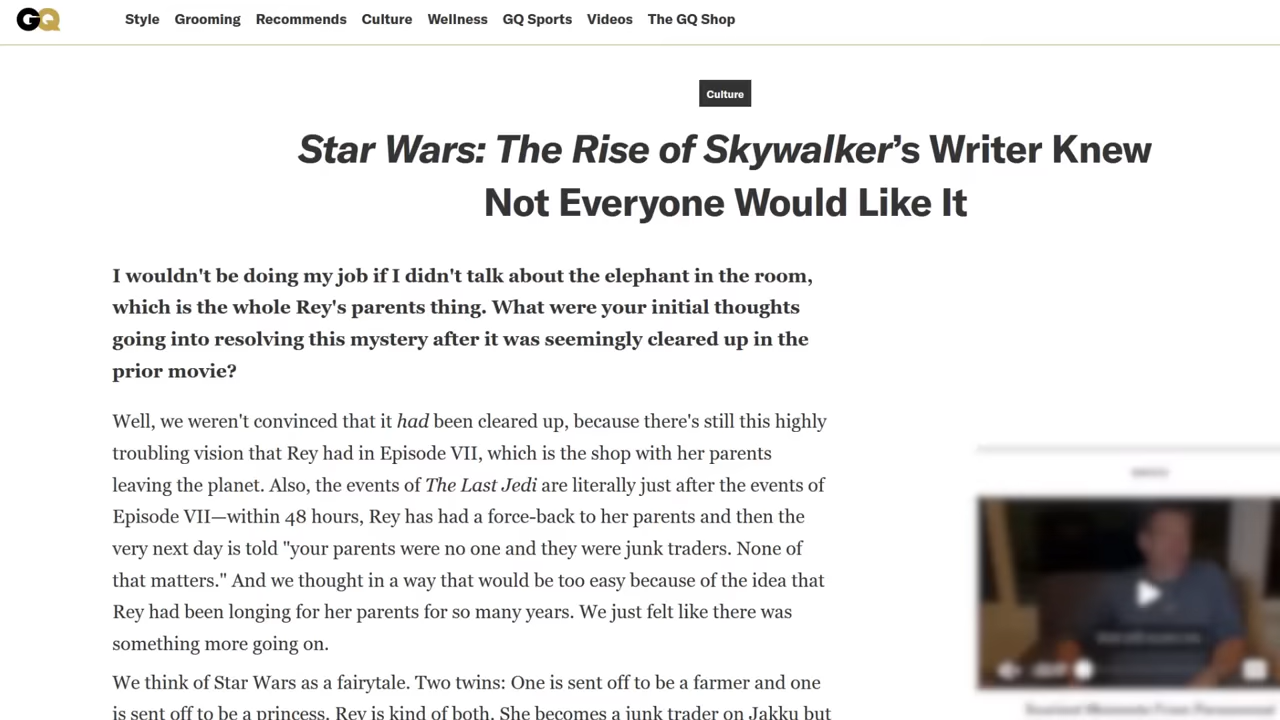 GQ Style Grooming Recommends Culture Wellness GQ Sports Videos The GQ Shop
Culture
Star Wars: The Rise of Skywalker’s Writer Knew
Not Everyone Would Like It
I wouldn't be doing my job if I didn't talk about the elephant in the room,
which is the whole Rey's parents thing. What were your initial thoughts
going into resolving this mystery after it was seemingly cleared up in the
prior movie?
Well, we weren't convinced that it had been cleared up, because there's still this highly
troubling vision that Rey had in Episode VII, which is the shop with her parents
leaving the planet. Also, the events of The Last Jedi are literally just after the events of
Episode VII—within 48 hours, Rey has had a force-back to her parents and then the
very next day is told "your parents were no one and they were junk traders. None of
that matters." And we thought in a way that would be too easy because of the idea that
Rey had been longing for her parents for so many years. We just felt like there was
something more going on.
We think of Star Wars as a fairytale. Two twins: One is sent off to be a farmer and one
is sent off to be a princess. Rey is kind of both. She becomes a junk trader on Jakku but